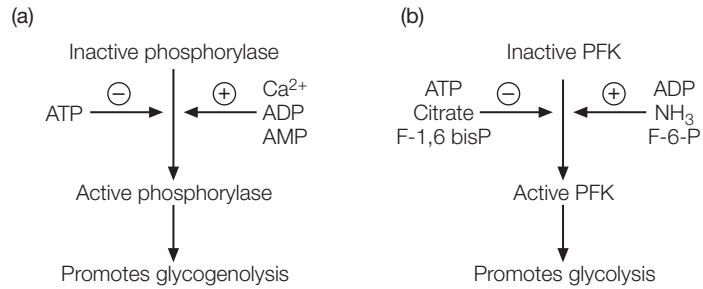 (a)
Inactive phosphorylase
ATP
−
+
Ca²⁺
ADP
AMP
Active phosphorylase
Promotes glycogenolysis
(b)
Inactive PFK
ATP
Citrate
F-1,6 bisP
−
+
ADP
NH₃
F-6-P
Active PFK
Promotes glycolysis